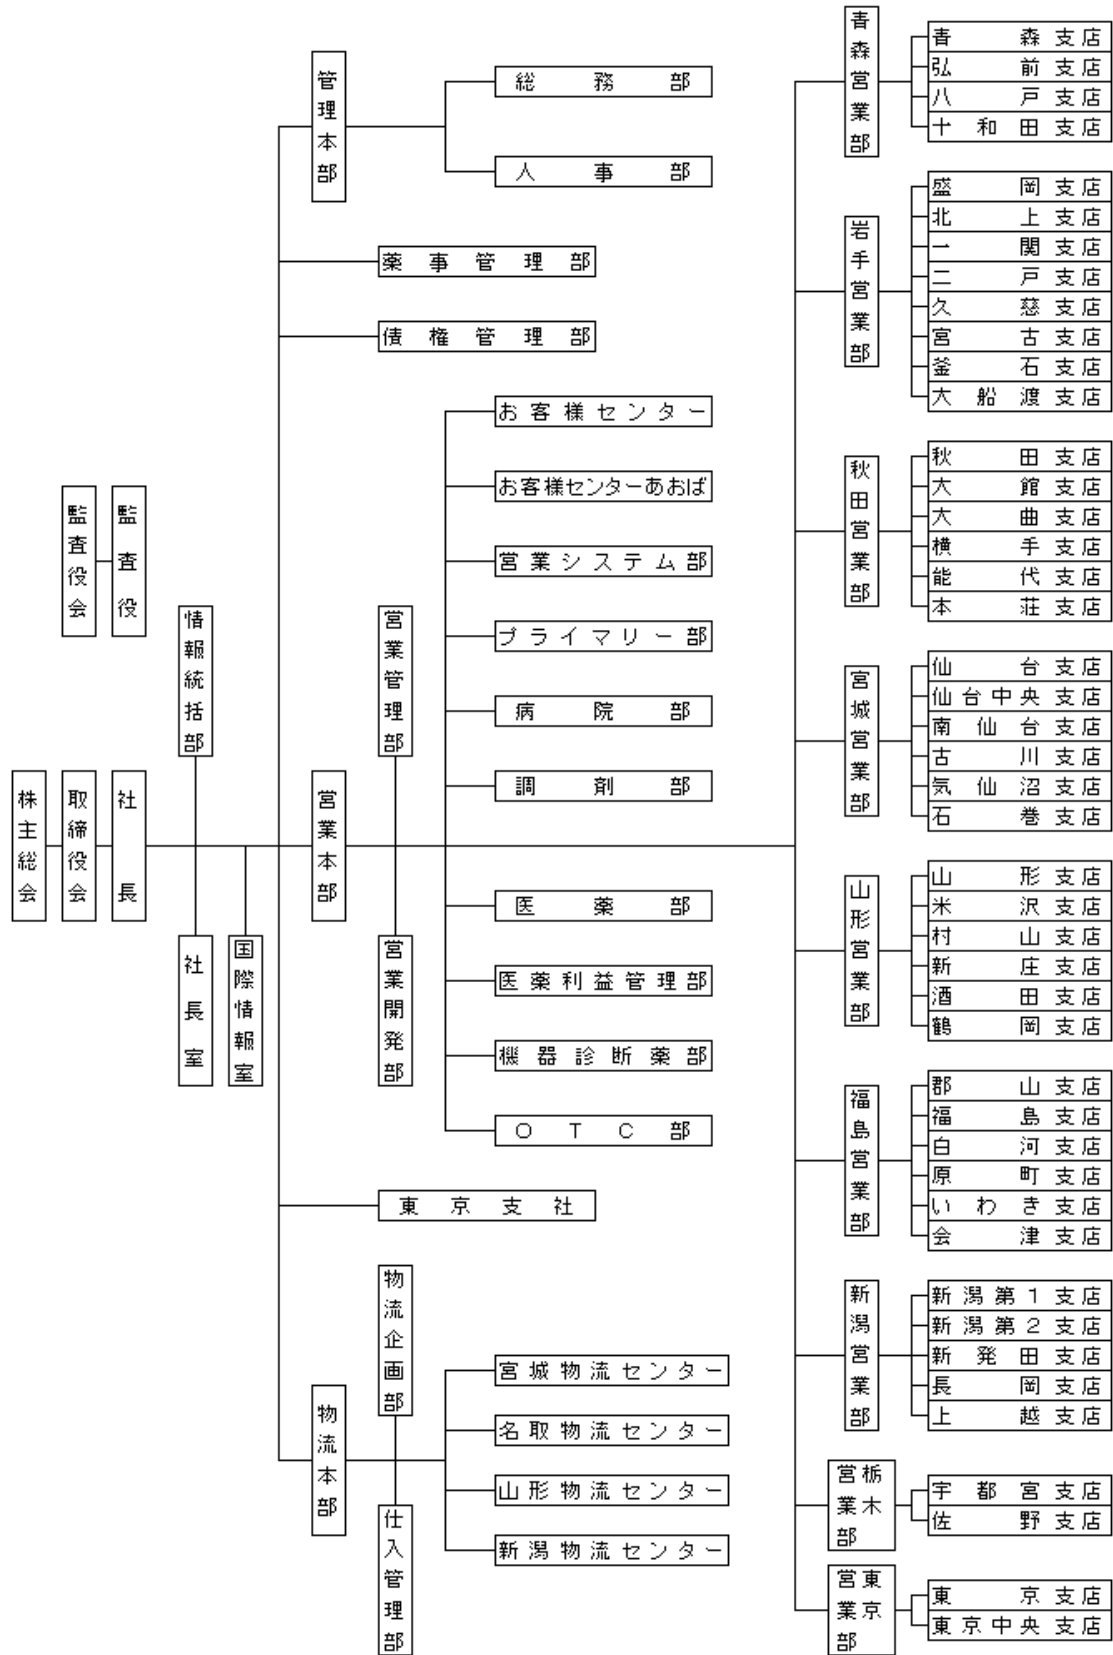 株主総会
取締役会
社長
監査役会
監査役
情報統括部
社長室
国際情報室
管理本部
総務部
人事部
薬事管理部
債権管理部
営業本部
営業管理部
営業開発部
お客様センター
お客様センターあおば
営業システム部
プライマリー部
病院部
調剤部
医薬部
医薬利益管理部
機器診断薬部
OTC部
東京支社
物流本部
物流企画部
仕入管理部
宮城物流センター
名取物流センター
山形物流センター
新潟物流センター
青森営業部
青森支店
弘前支店
八戸支店
十和田支店
岩手営業部
盛岡支店
北上支店
一関支店
二戸支店
久慈支店
宮古支店
釜石支店
大船渡支店
秋田営業部
秋田支店
大館支店
大曲支店
横手支店
能代支店
本荘支店
宮城営業部
仙台支店
仙台中央支店
南仙台支店
古川支店
気仙沼支店
石巻支店
山形営業部
山形支店
米沢支店
村山支店
新庄支店
酒田支店
鶴岡支店
福島営業部
郡山支店
福島支店
白河支店
原町支店
いわき支店
会津支店
新潟営業部
新潟第1支店
新潟第2支店
新発田支店
長岡支店
上越支店
栃木営業部
宇都宮支店
佐野支店
東京営業部
東京支店
東京中央支店